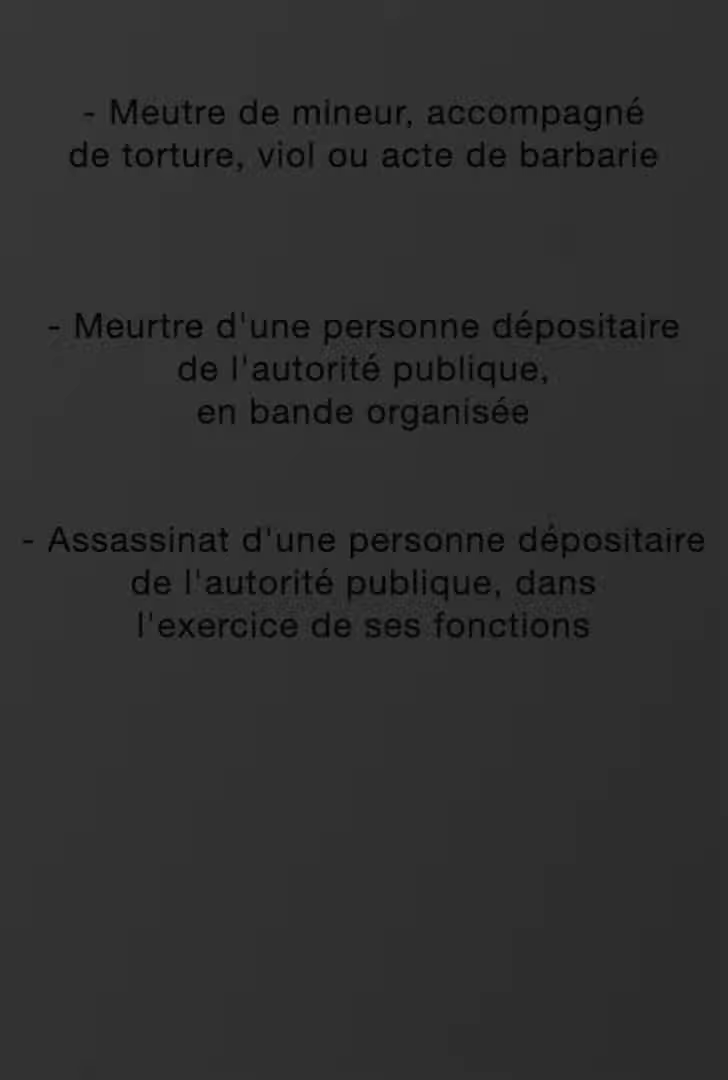 - Meutre de mineur, accompagné
de torture, viol ou acte de barbarie
- Meurtre d'une personne dépositaire
de l'autorité publique,
en bande organisée
- Assassinat d'une personne dépositaire
de l'autorité publique, dans
l'exercice de ses fonctions